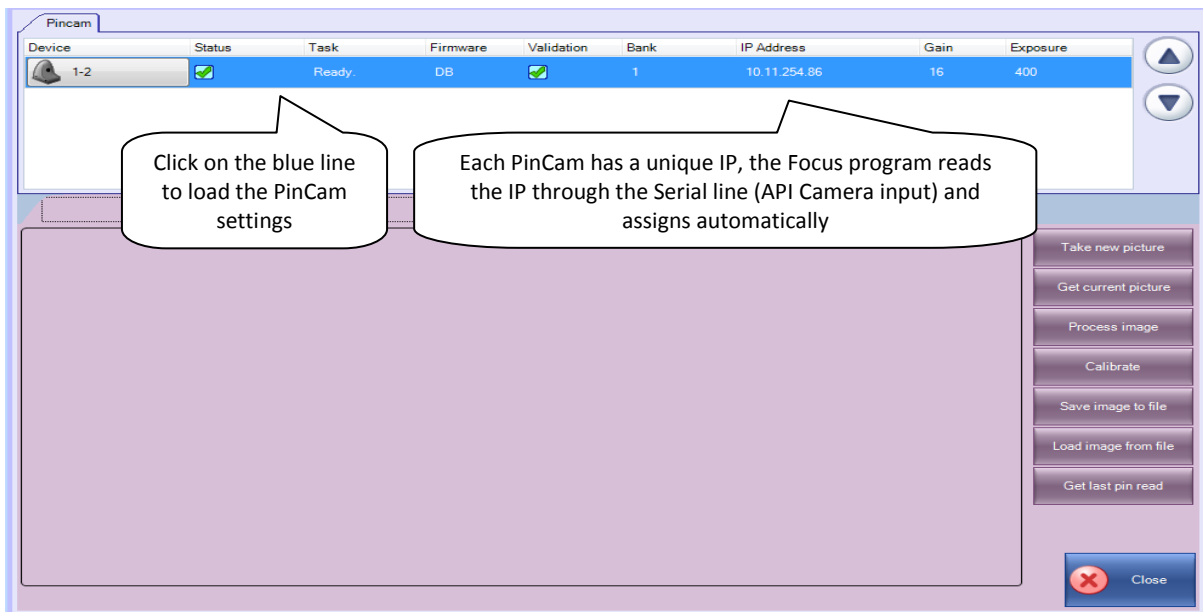 Pincam
Device Status Task Firmware Validation Bank IP Address Gain Exposure
1-2 Ready. DB 1 10.11.254.86 16 400
Click on the blue line
to load the PinCam
settings
Each PinCam has a unique IP, the Focus program reads
the IP through the Serial line (API Camera input) and
assigns automatically
Take new picture
Get current picture
Process image
Calibrate
Save image to file
Load image from file
Get last pin read
Close